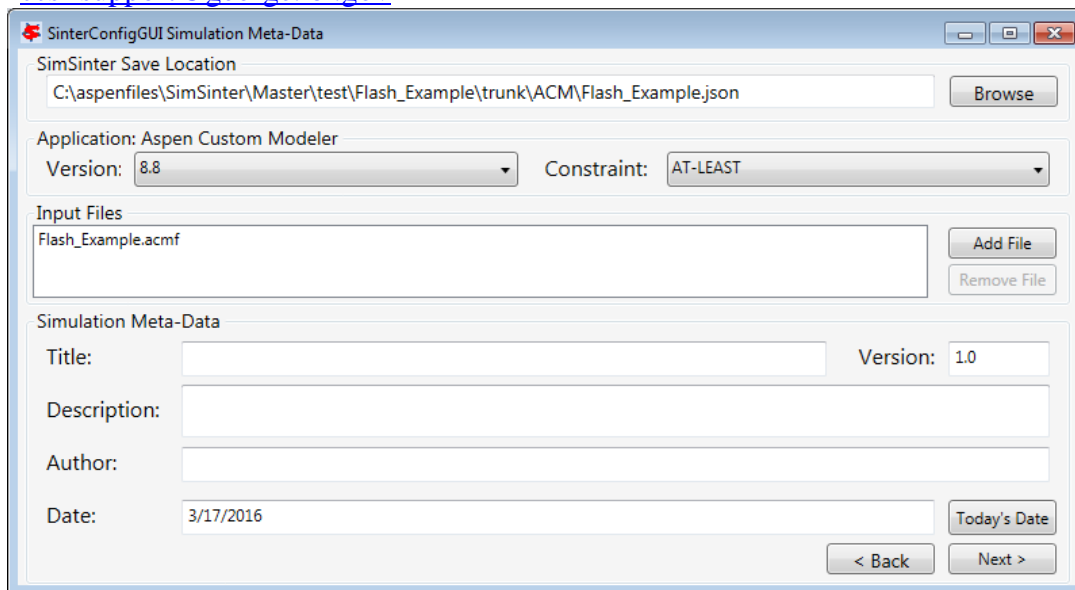 SinterConfigGUI Simulation Meta-Data
SimSinter Save Location
C:\aspenfiles\SimSinter\Master\test\Flash_Example\trunk\ACM\Flash_Example.json
Browse
Application: Aspen Custom Modeler
Version: 8.8 Constraint: AT-LEAST
Input Files
Flash_Example.acmf
Add File
Remove File
Simulation Meta-Data
Title: Version: 1.0
Description:
Author:
Date: 3/17/2016 Today's Date
< Back Next >